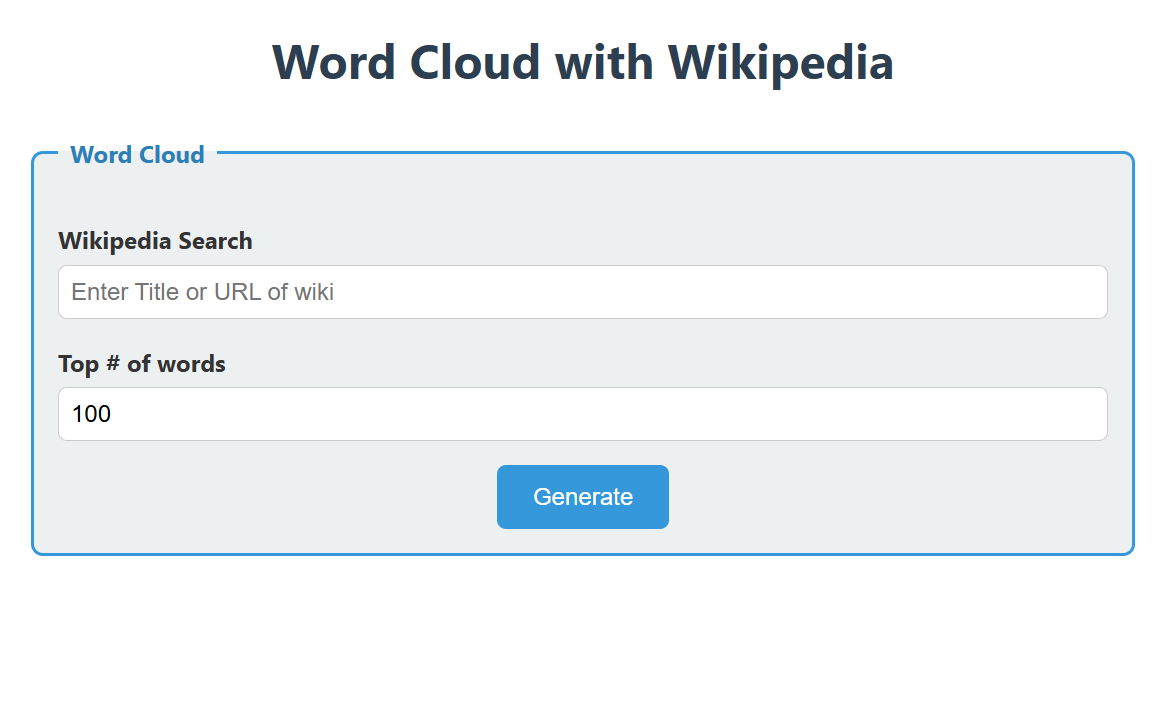 Word Cloud with Wikipedia
Word Cloud
Wikipedia Search
Enter Title or URL of wiki
Top # of words
100
Generate